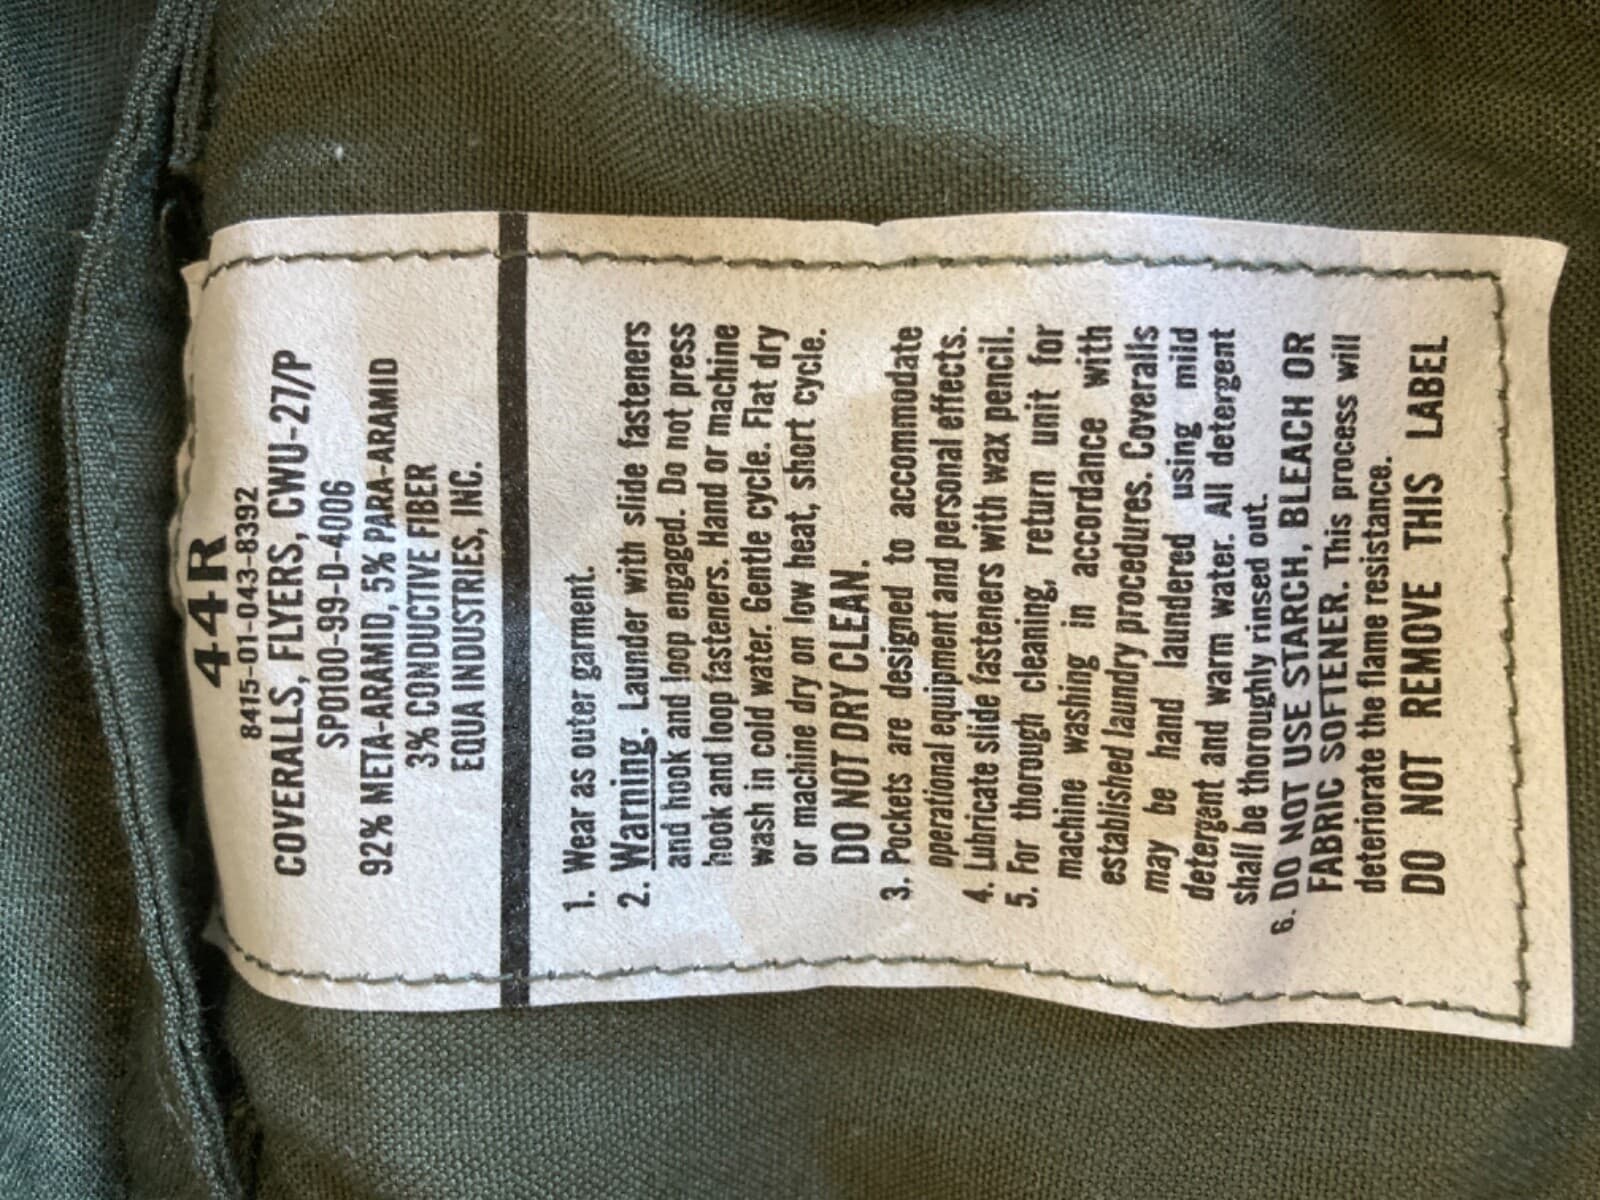 44R
8415-01-043-8392
COVERALLS, FLYERS, CWU-27/P
SPO100-99-D-4006
92% META-ARAMID, 5% PARA-ARAMID
3% CONDUCTIVE FIBER
EQUA INDUSTRIES, INC.
1. Wear as outer garment.
2. Warning. Launder with slide fasteners
and hook and loop engaged. Do not press
hook and loop fasteners. Hand or machine
wash in cold water. Gentle cycle. Flat dry
or machine dry on low heat, short cycle.
DO NOT DRY CLEAN.
3. Pockets are designed to accommodate
operational equipment and personal effects.
4. Lubricate slide fasteners with wax pencil.
5. For thorough cleaning, return unit for
machine washing in accordance with
established laundry procedures. Coveralls
may be hand laundered using mild
detergent and warm water. All detergent
shall be thoroughly rinsed out.
6. DO NOT USE STARCH, BLEACH OR
FABRIC SOFTENER. This process will
deteriorate the flame resistance.
DO NOT REMOVE THIS LABEL